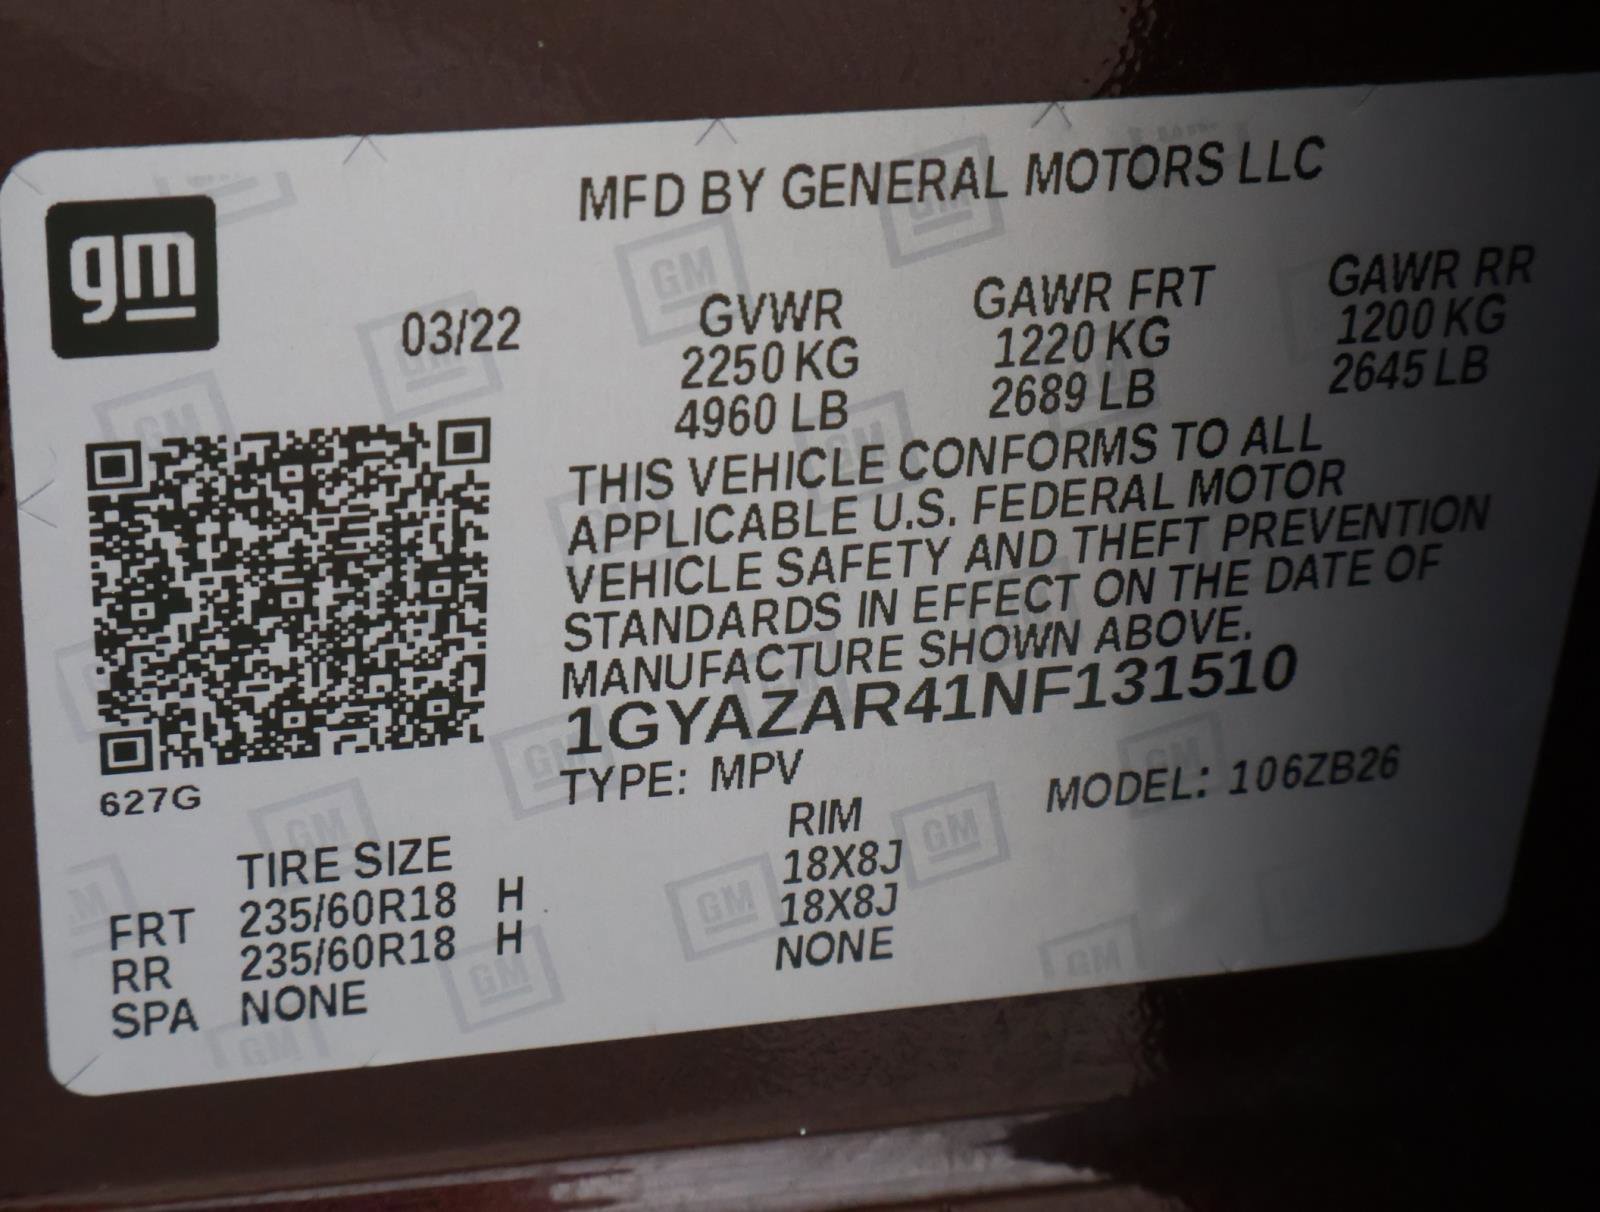 MFD BY GENERAL MOTORS LLC
gm
03/22
GVWR GAWR FRT GAWR RR
2250 KG 1220 KG 1200 KG
4960 LB 2689 LB 2645 LB
THIS VEHICLE CONFORMS TO ALL
APPLICABLE U.S. FEDERAL MOTOR
VEHICLE SAFETY AND THEFT PREVENTION
STANDARDS IN EFFECT ON THE DATE OF
MANUFACTURE SHOWN ABOVE.
1GYAZAR41NF131510
TYPE: MPV MODEL: 106ZB26
627G
TIRE SIZE RIM
FRT 235/60R18 H 18X8J
RR 235/60R18 H 18X8J
SPA NONE NONE